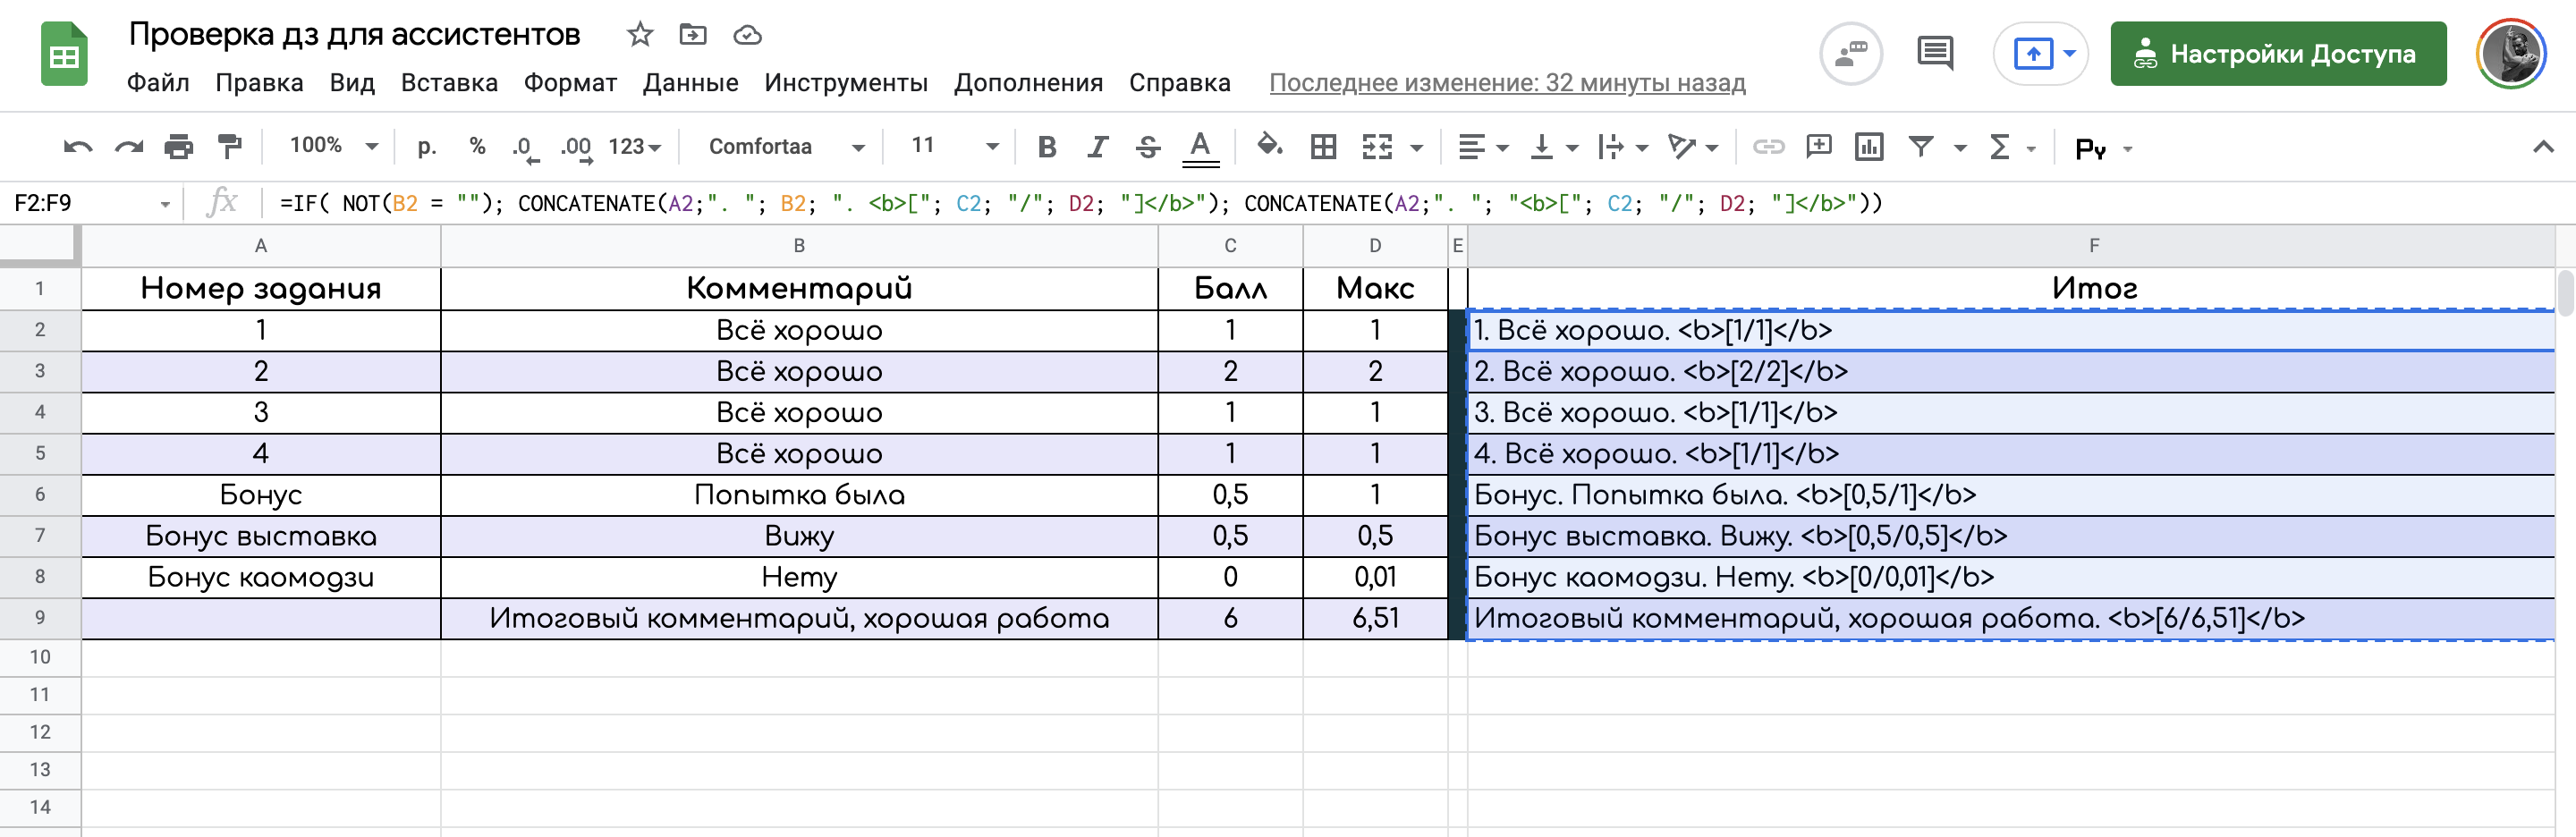 Проверка дз для ассистентов
Файл Правка Вид Вставка Формат Данные Инструменты Дополнения Справка Последнее изменение: 32 минуты назад
Настройки Доступа
100% р. % .0 .00 123 Comfortaa 11 B I S A Σ Py
F2:F9 fx =IF( NOT(B2 = ""); CONCATENATE(A2;". "; B2; ". <b>["; C2; "/"; D2; "]</b>"); CONCATENATE(A2;". "; "<b>["; C2; "/"; D2; "]</b>"))
A B C D E F
1 Номер задания Комментарий Балл Макс Итог
2 1 Всё хорошо 1 1 1. Всё хорошо. <b>[1/1]</b>
3 2 Всё хорошо 2 2 2. Всё хорошо. <b>[2/2]</b>
4 3 Всё хорошо 1 1 3. Всё хорошо. <b>[1/1]</b>
5 4 Всё хорошо 1 1 4. Всё хорошо. <b>[1/1]</b>
6 Бонус Попытка была 0,5 1 Бонус. Попытка была. <b>[0,5/1]</b>
7 Бонус выставка Вижу 0,5 0,5 Бонус выставка. Вижу. <b>[0,5/0,5]</b>
8 Бонус каомодзи Нету 0 0,01 Бонус каомодзи. Нету. <b>[0/0,01]</b>
9 Итоговый комментарий, хорошая работа 6 6,51 Итоговый комментарий, хорошая работа. <b>[6/6,51]</b>
10
11
12
13
14